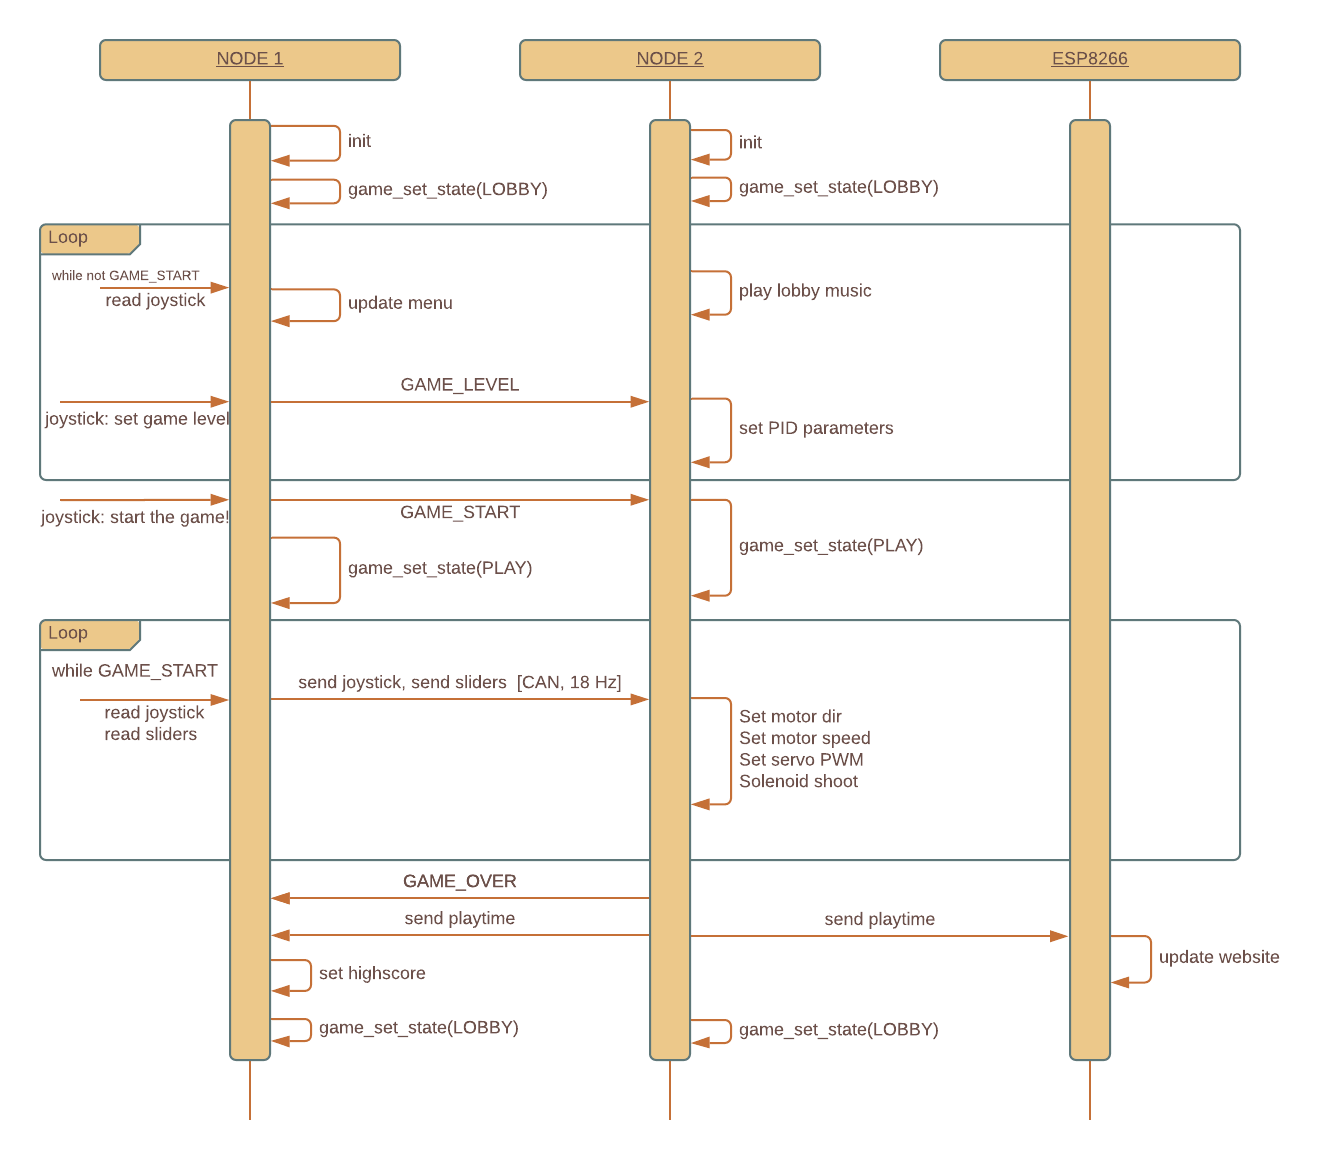 NODE 1
NODE 2
ESP8266
init
init
game_set_state(LOBBY)
game_set_state(LOBBY)
Loop
while not GAME_START
read joystick
update menu
play lobby music
GAME_LEVEL
joystick: set game level
set PID parameters
joystick: start the game!
GAME_START
game_set_state(PLAY)
game_set_state(PLAY)
Loop
while GAME_START
send joystick, send sliders [CAN, 18 Hz]
read joystick
read sliders
Set motor dir
Set motor speed
Set servo PWM
Solenoid shoot
GAME_OVER
send playtime
send playtime
update website
set highscore
game_set_state(LOBBY)
game_set_state(LOBBY)